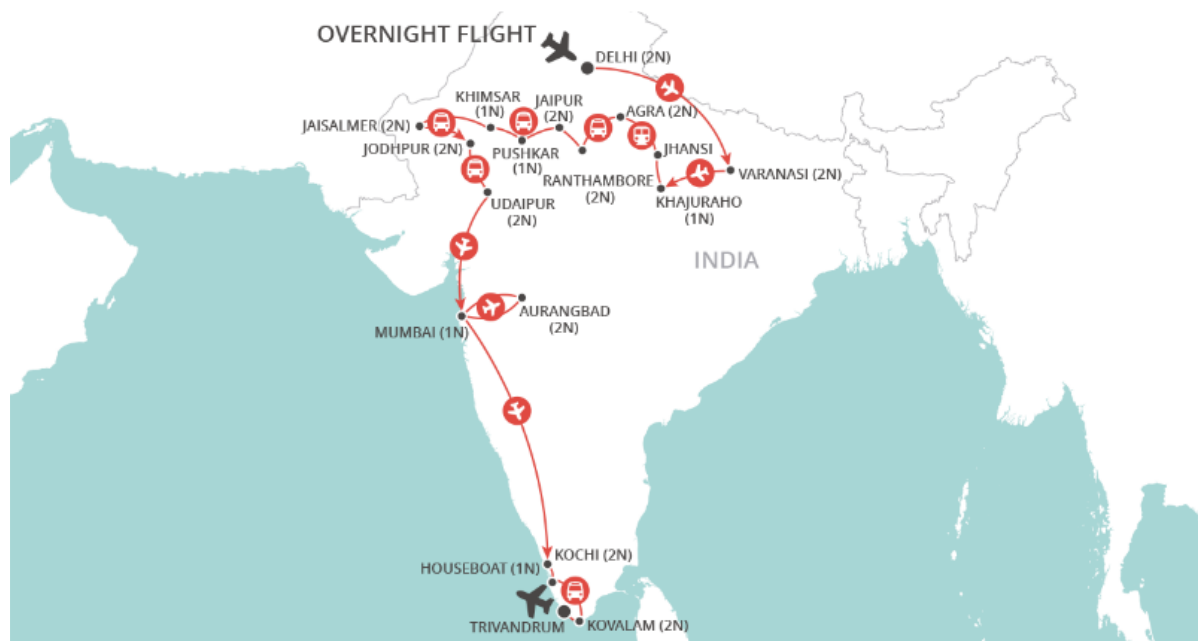 OVERNIGHT FLIGHT
DELHI (2N)
KHIMSAR
(1N)
JAIPUR
(2N)
AGRA (2N)
JAISALMER (2N)
JODHPUR (2N)
PUSHKAR
(1N)
JHANSI
RANTHAMBORE
(2N)
VARANASI (2N)
KHAJURAHO
(1N)
UDAIPUR
(2N)
INDIA
AURANGBAD
(2N)
MUMBAI (1N)
KOCHI (2N)
HOUSEBOAT (1N)
TRIVANDRUM
KOVALAM (2N)